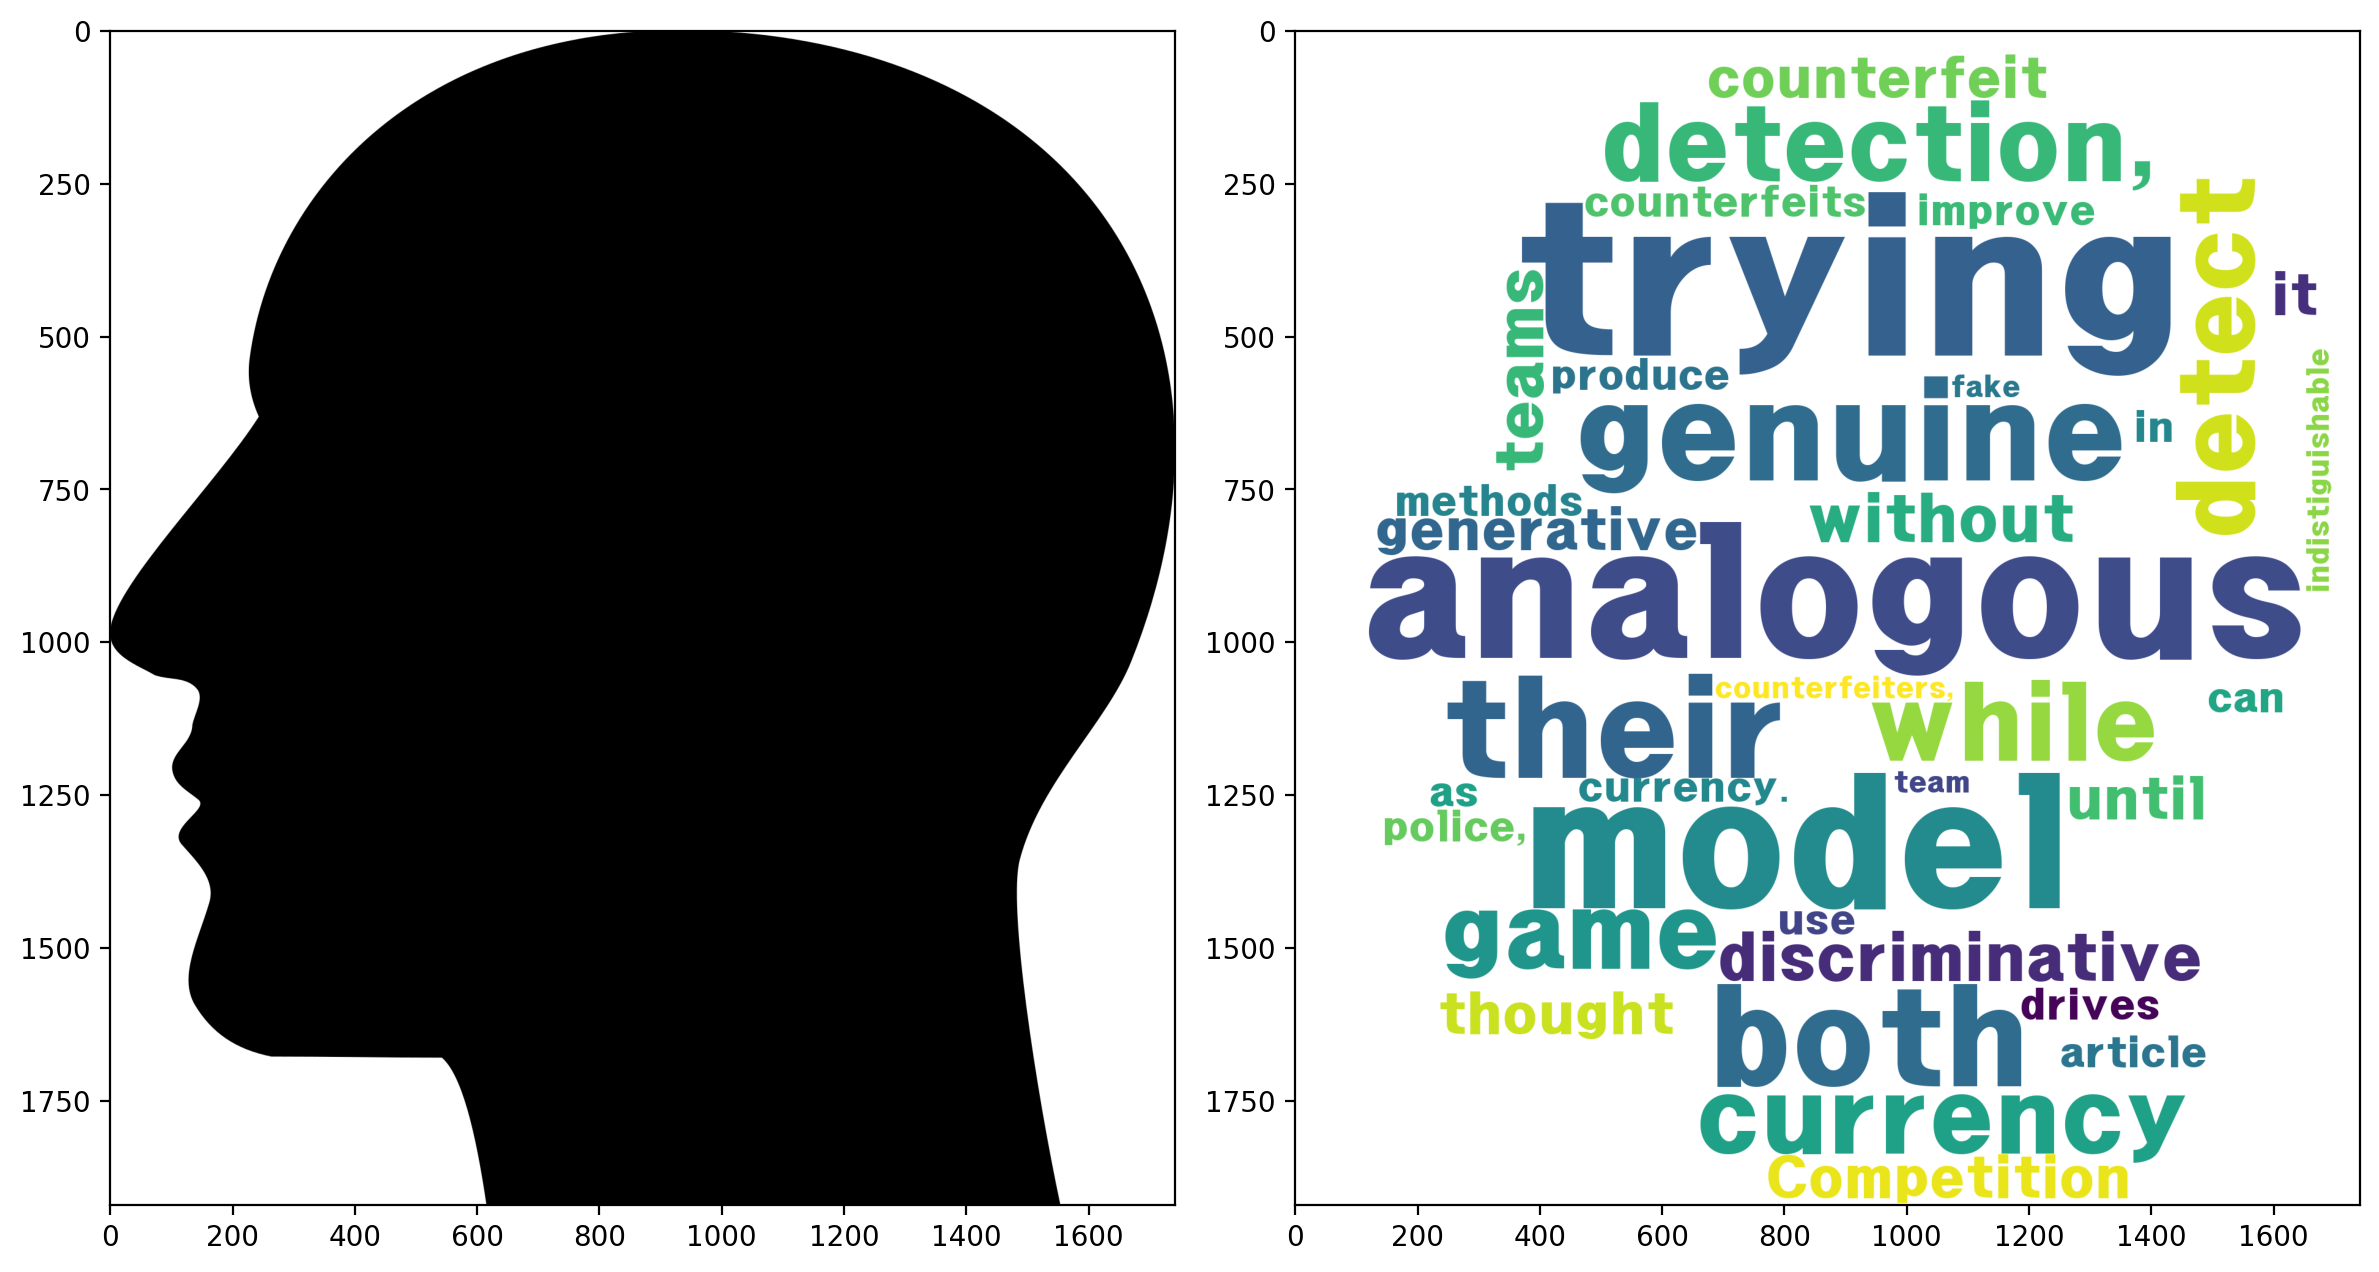 0
250
500
750
1000
1250
1500
1750
0 200 400 600 800 1000 1200 1400 1600
0
250
500
750
1000
1250
1500
1750
0 200 400 600 800 1000 1200 1400 1600
counterfeit
detection,
counterfeits improve
trying
detect
it
teams
produce fake
genuine in
indistiguishable
methods without
generative
analogous
counterfeiters, can
their while
team
as currency. until
police, model
game use
discriminative
thought drives
both article
currency
Competition